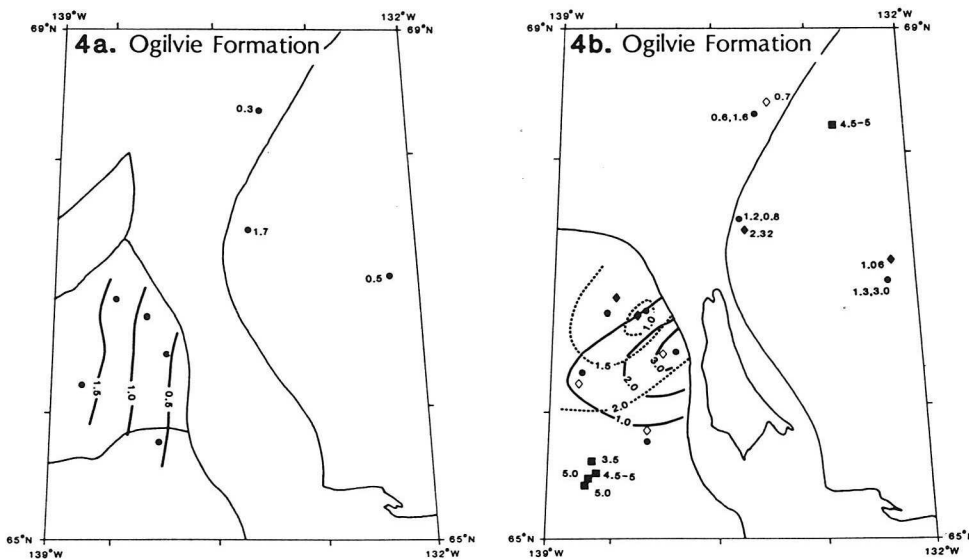 139°W
132°W
69°N
69°N
4a. Ogilvie Formation
0.3
1.7
0.5
1.5
1.0
0.5
65°N
65°N
139°W
132°W
139°W
132°W
69°N
69°N
4b. Ogilvie Formation
0.7
0.6, 1.6
4.5-5
1.2, 0.8
2.32
1.06
1.3, 3.0
1.0
1.5
3.0
2.0
2.0
1.0
3.5
5.0
4.5-5
5.0
65°N
65°N
139°W
132°W